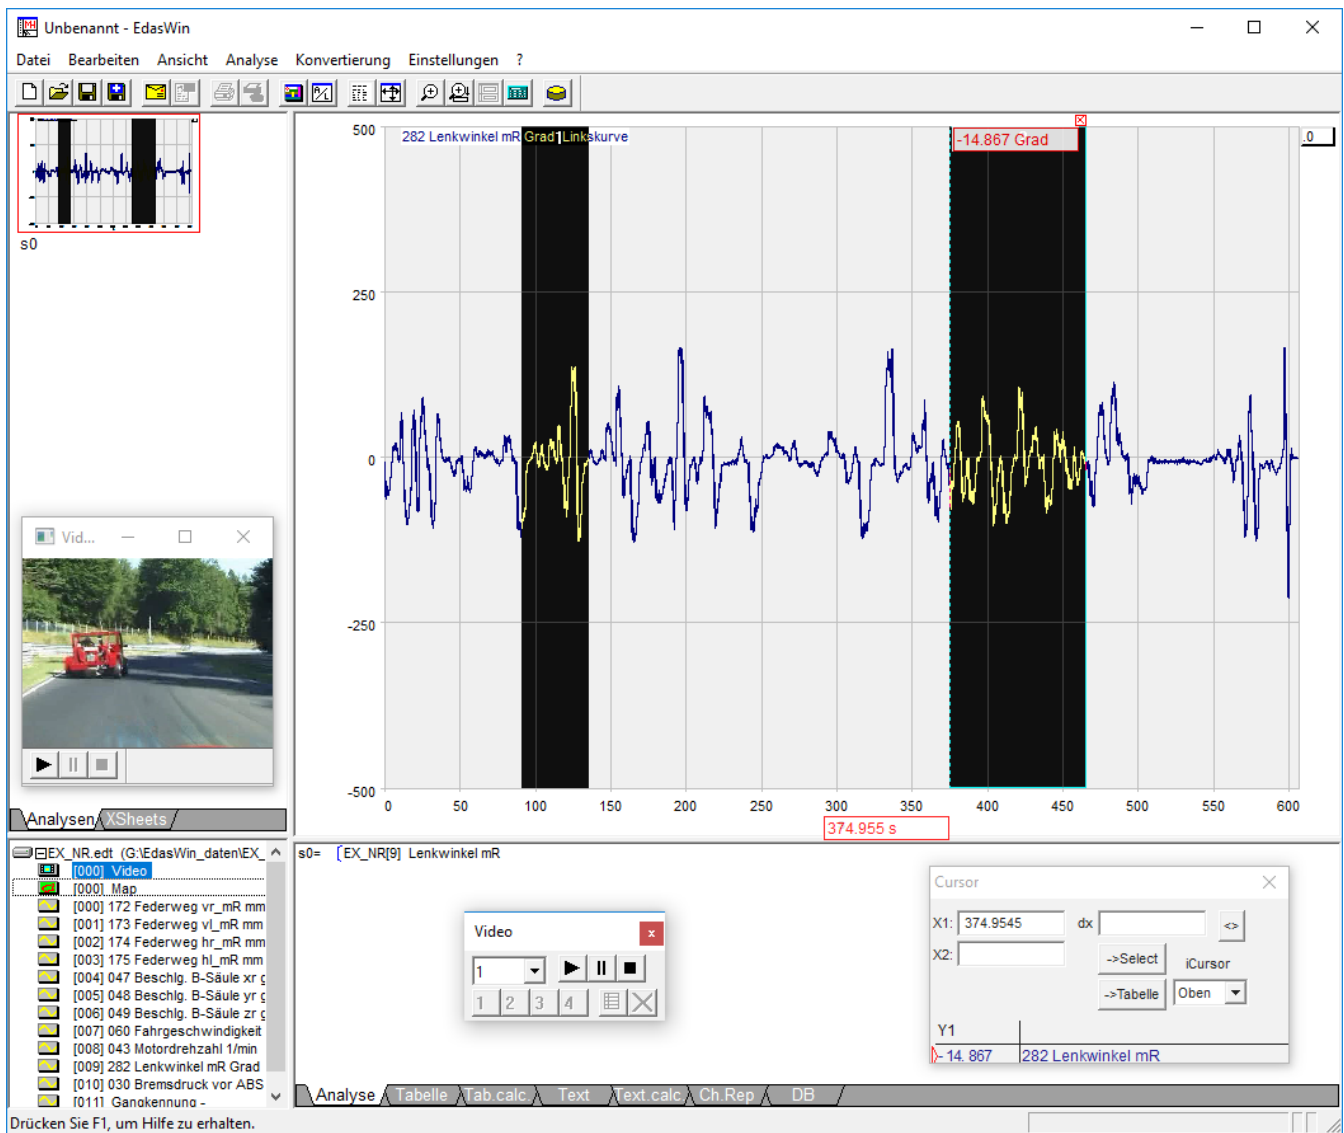 Unbenannt - EdasWin
Datei Bearbeiten Ansicht Analyse Konvertierung Einstellungen ?
s0
500
282 Lenkwinkel mR Grad 1 Linkskurve
-14.867 Grad
.0
250
0
-250
-500
0 50 100 150 200 250 300 350 400 450 500 550 600
374.955 s
Vid...
Analysen XSheets
EX_NR.edt (G:\EdasWin_daten\EX_
[000] Video
[000] Map
[000] 172 Federweg vr_mR mm
[001] 173 Federweg vl_mR mm
[002] 174 Federweg hr_mR mm
[003] 175 Federweg hl_mR mm
[004] 047 Beschlg. B-Säule xr g
[005] 048 Beschlg. B-Säule yr g
[006] 049 Beschlg. B-Säule zr g
[007] 060 Fahrgeschwindigkeit
[008] 043 Motordrehzahl 1/min
[009] 282 Lenkwinkel mR Grad
[010] 030 Bremsdruck vor ABS
[011] Gangkennung -
s0= [EX_NR[9] Lenkwinkel mR
Video
x
1
1 2 3 4
Cursor
X1: 374.9545 dx <>
X2:
->Select iCursor
->Tabelle Oben
Y1
-14. 867 282 Lenkwinkel mR
Analyse Tabelle Tab.calc. Text Text.calc Ch.Rep DB
Drücken Sie F1, um Hilfe zu erhalten.